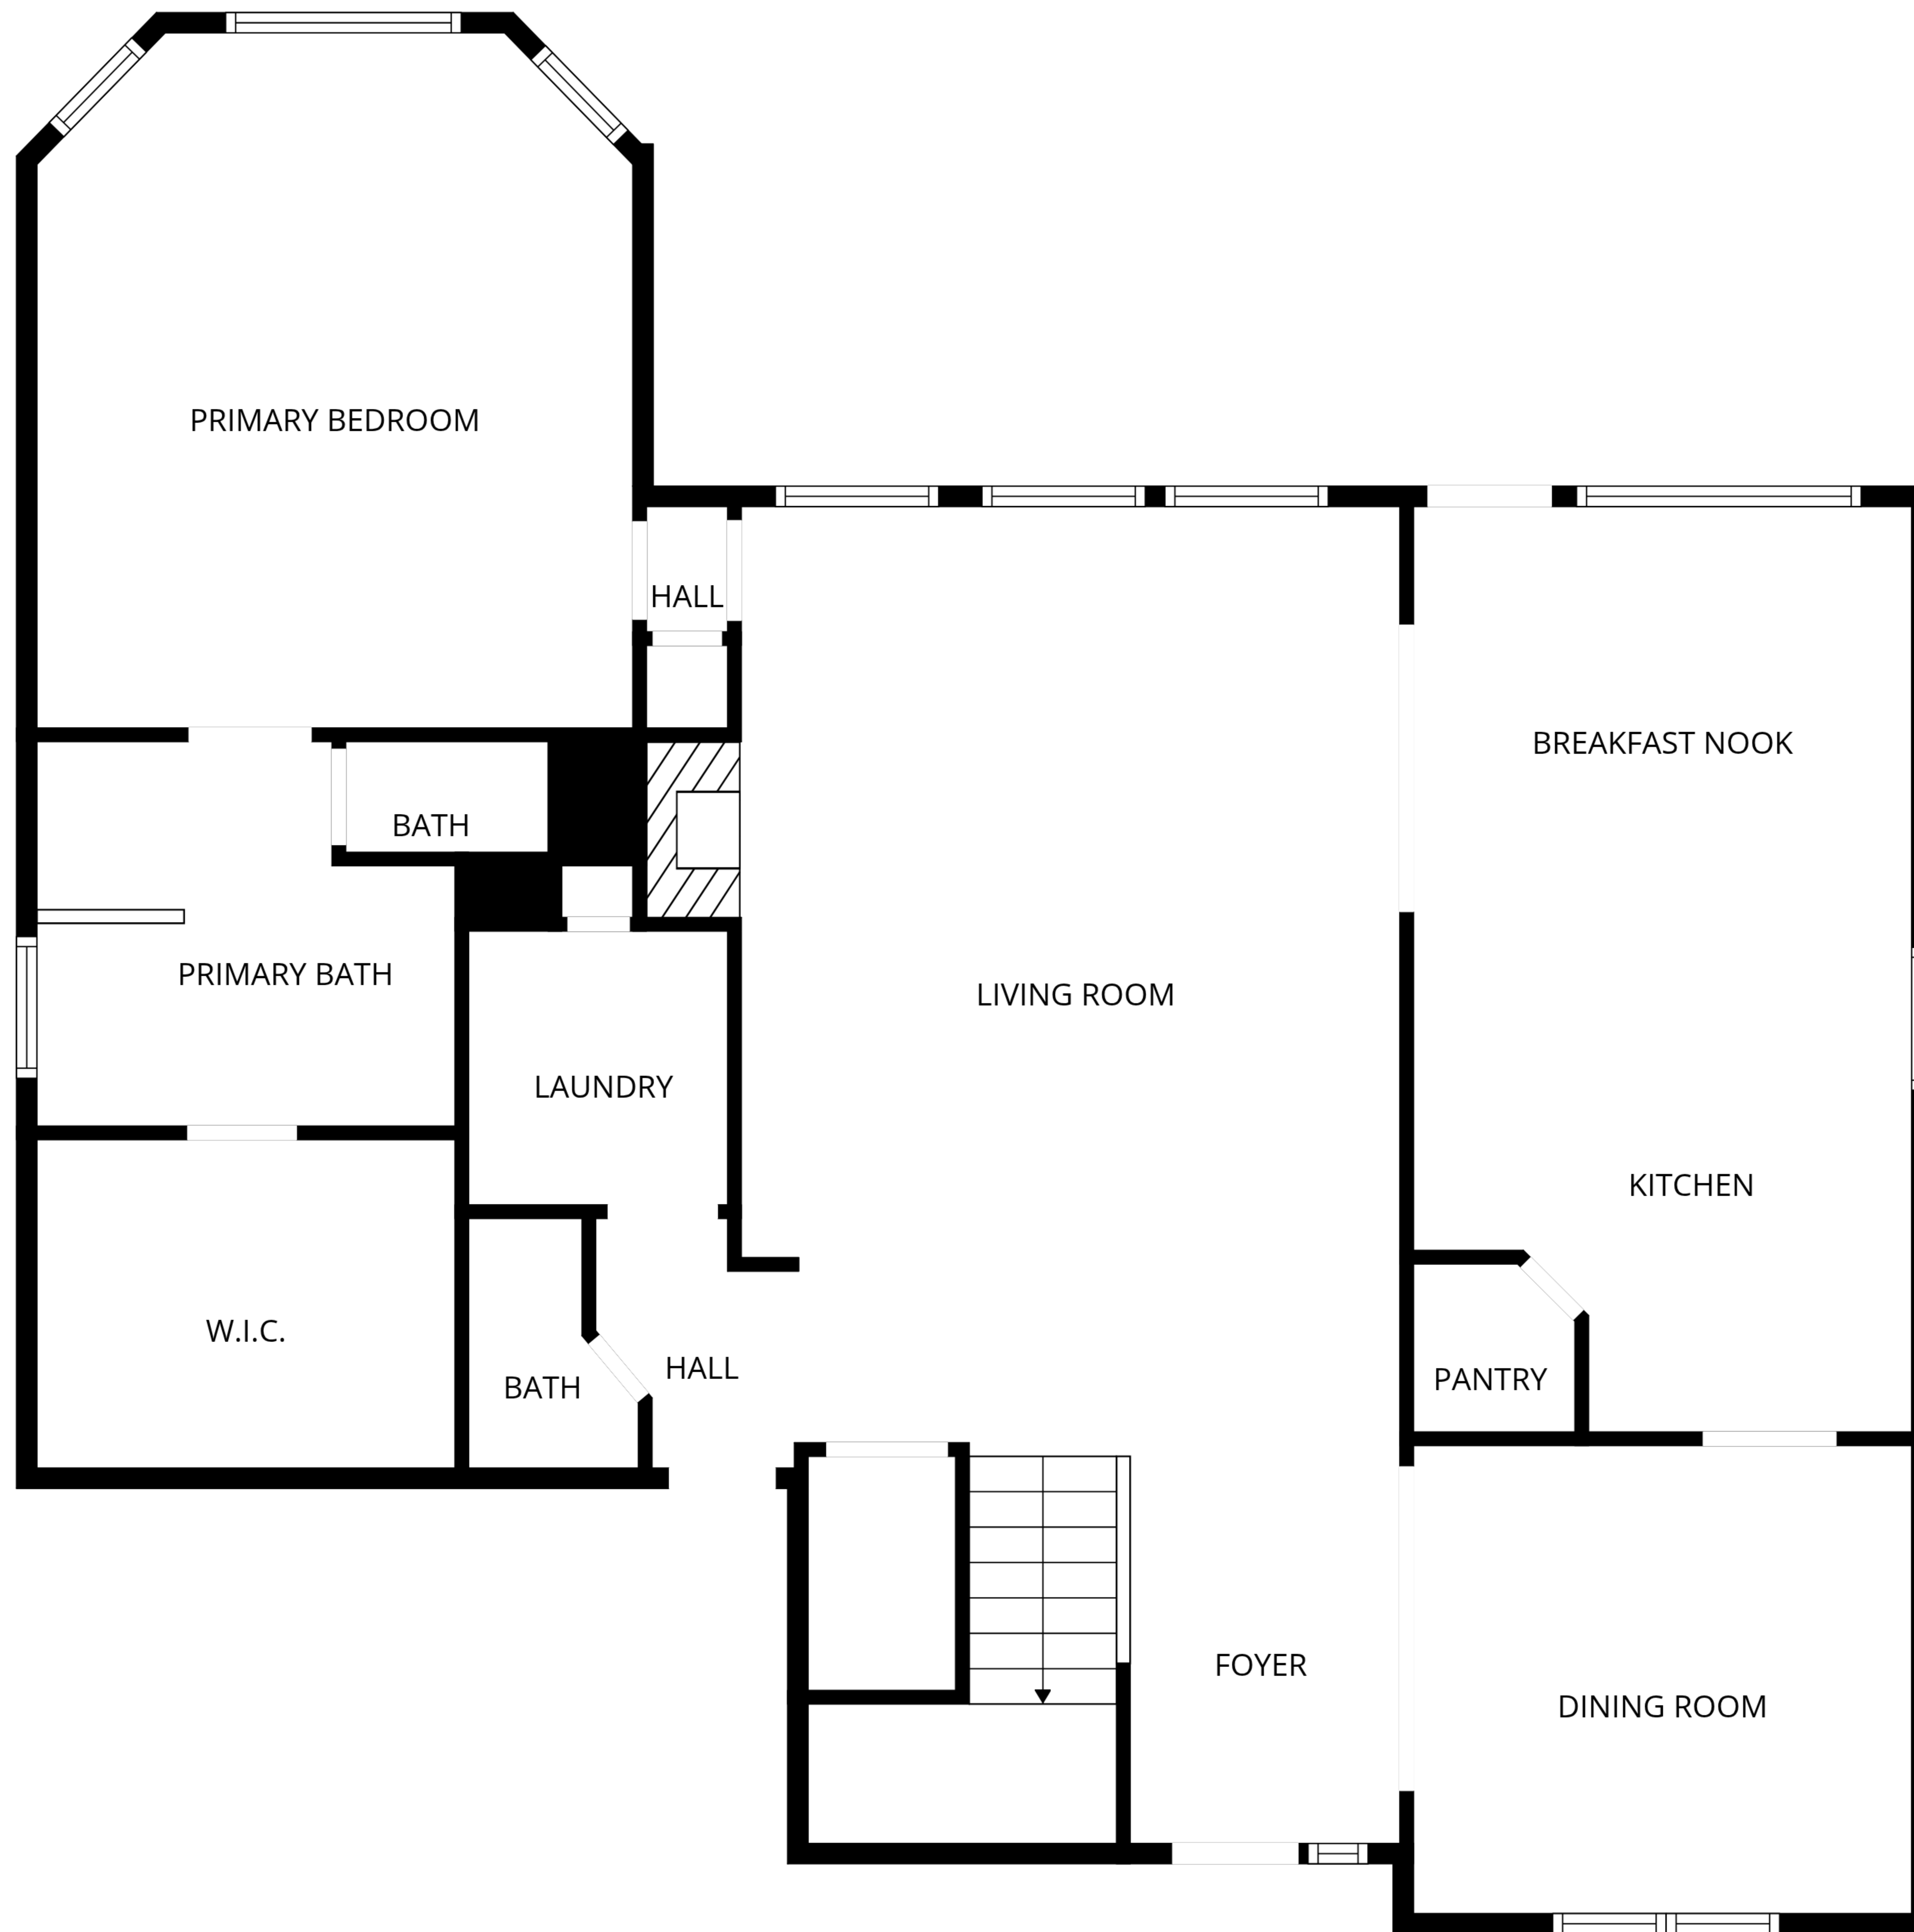 PRIMARY BEDROOM
HALL
BREAKFAST NOOK
BATH
PRIMARY BATH
LIVING ROOM
LAUNDRY
KITCHEN
W.I.C.
HALL
PANTRY
BATH
FOYER
DINING ROOM